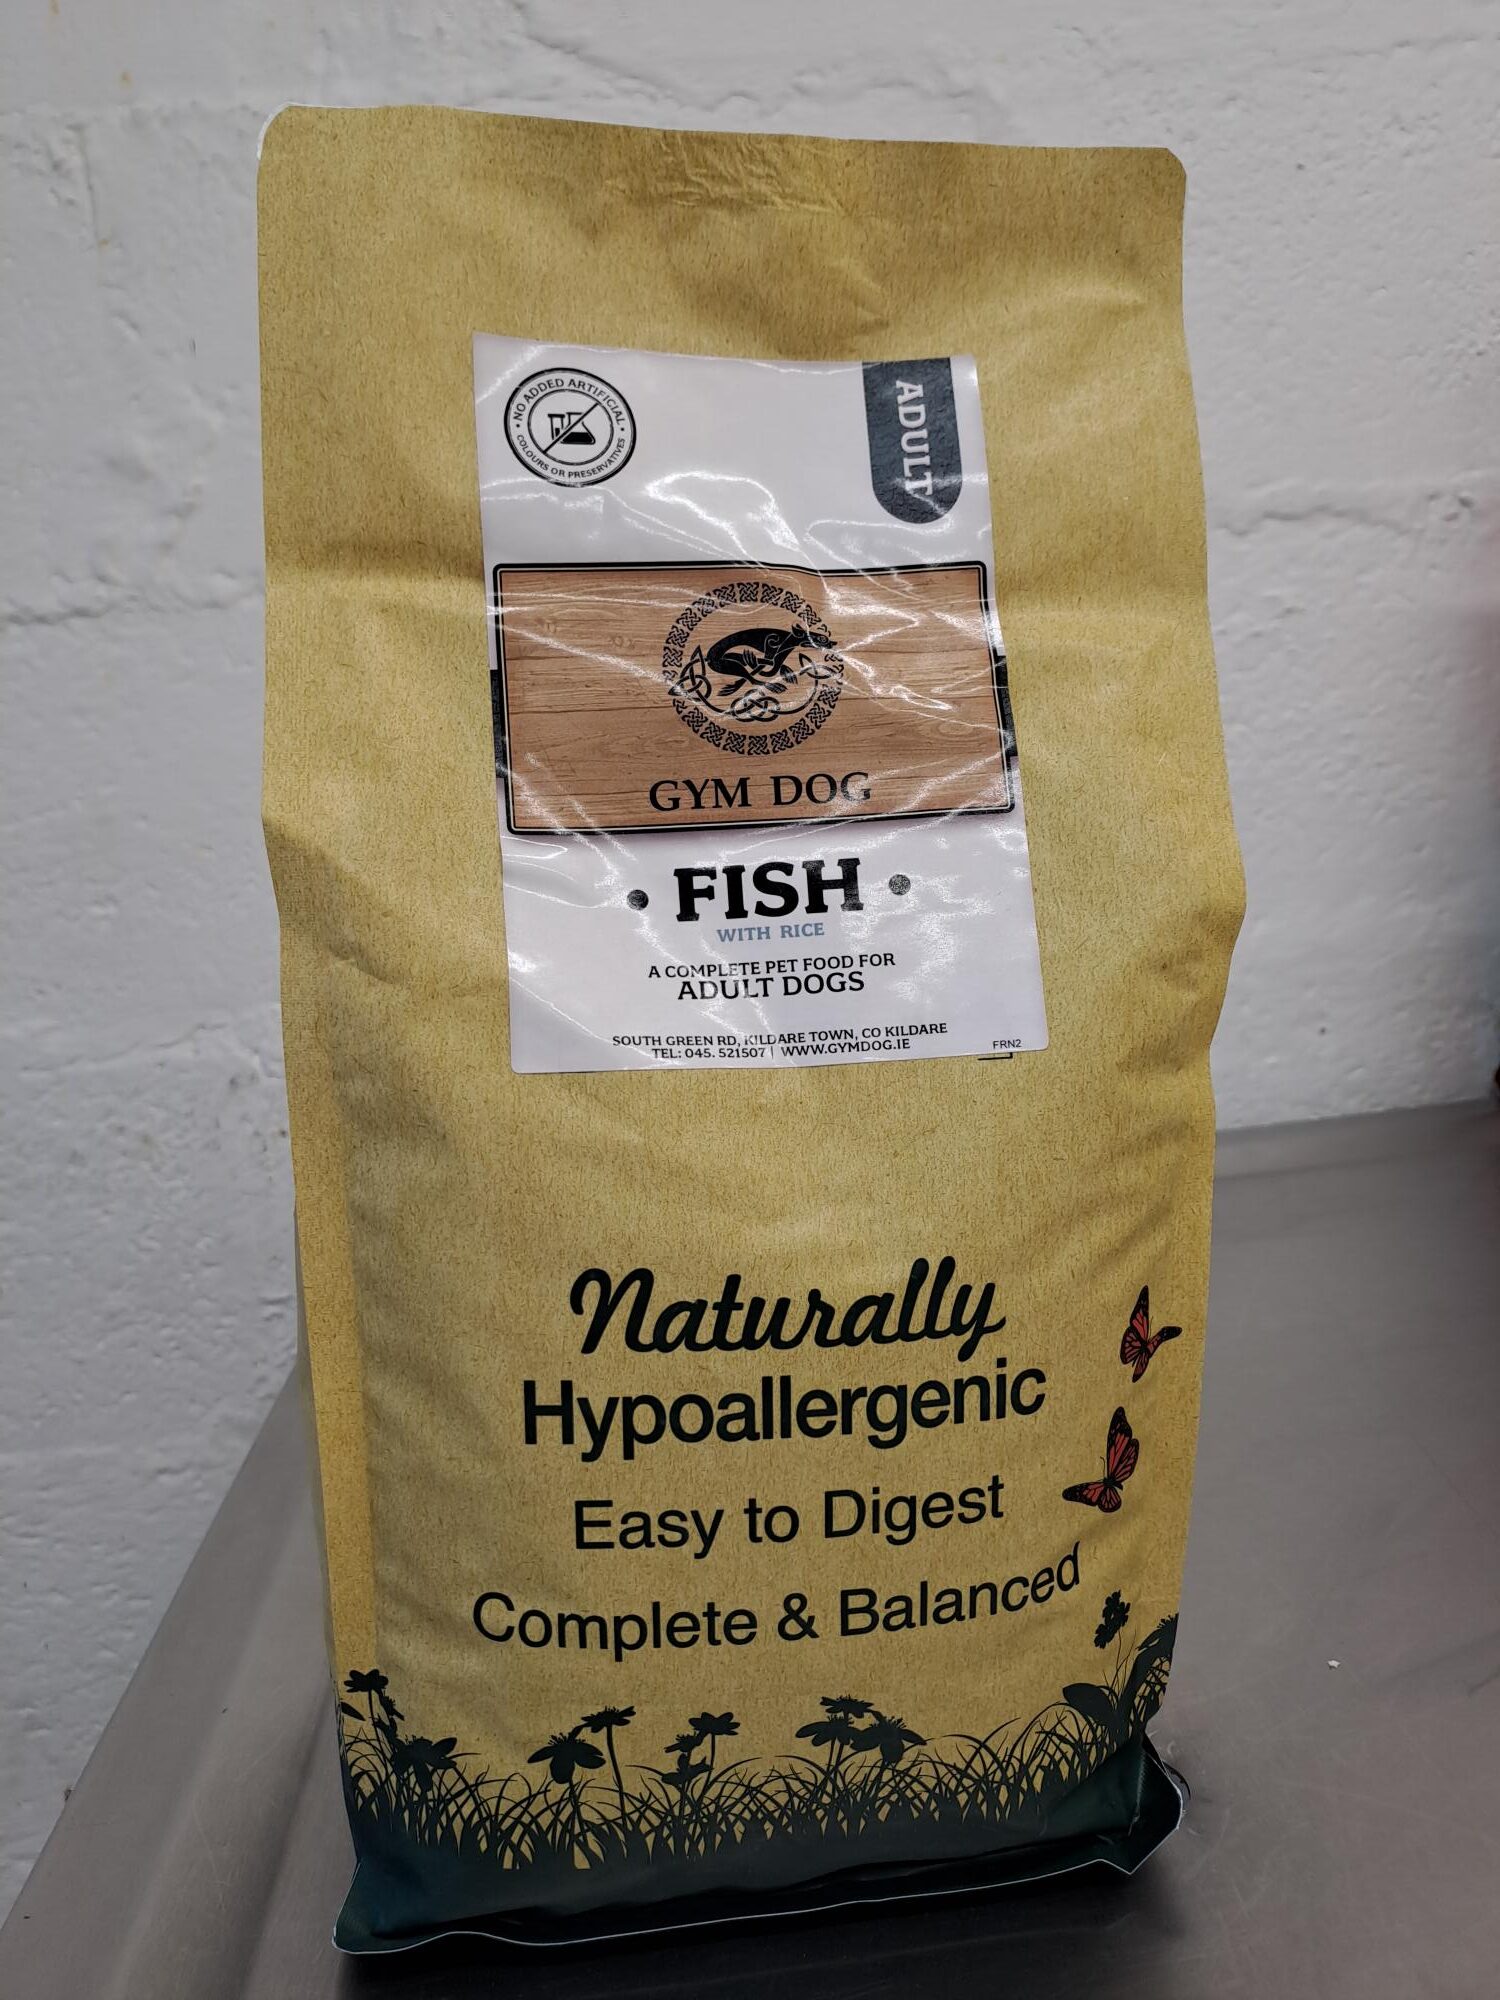 NO ADDED ARTIFICIAL
COLOURS OR PRESERVATIVES
ADULT
GYM DOG
• FISH •
WITH RICE
A COMPLETE PET FOOD FOR
ADULT DOGS
SOUTH GREEN RD, KILDARE TOWN, CO KILDARE
TEL: 045. 521507 | WWW.GYMDOG.IE
FRN2
Naturally
Hypoallergenic
Easy to Digest
Complete & Balanced